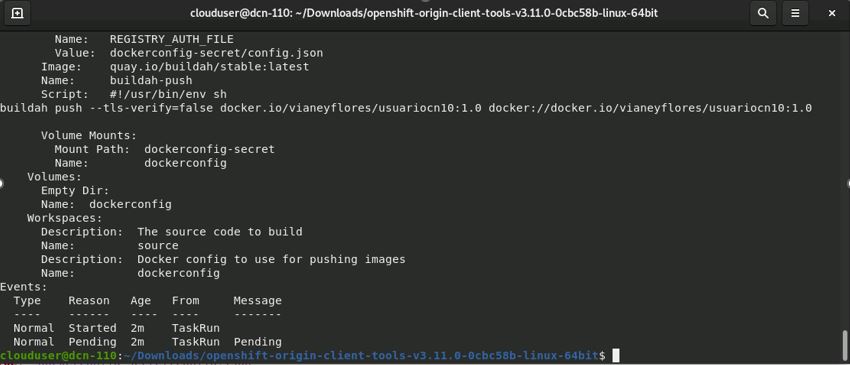 clouduser@dcn-110: ~/Downloads/openshift-origin-client-tools-v3.11.0-0cbc58b-linux-64bit
Name:   REGISTRY_AUTH_FILE
Value:  dockerconfig-secret/config.json
Image:    quay.io/buildah/stable:latest
Name:     buildah-push
Script:   #!/usr/bin/env sh
buildah push --tls-verify=false docker.io/vianeyflores/usuariocn10:1.0 docker://docker.io/vianeyflores/usuariocn10:1.0
Volume Mounts:
Mount Path:  dockerconfig-secret
Name:        dockerconfig
Volumes:
Empty Dir:
Name:  dockerconfig
Workspaces:
Description:  The source code to build
Name:         source
Description:  Docker config to use for pushing images
Name:         dockerconfig
Events:
Type    Reason   Age   From     Message
----    ------   ----  ----     -------
Normal  Started  2m    TaskRun
Normal  Pending  2m    TaskRun  Pending
clouduser@dcn-110:~/Downloads/openshift-origin-client-tools-v3.11.0-0cbc58b-linux-64bit$